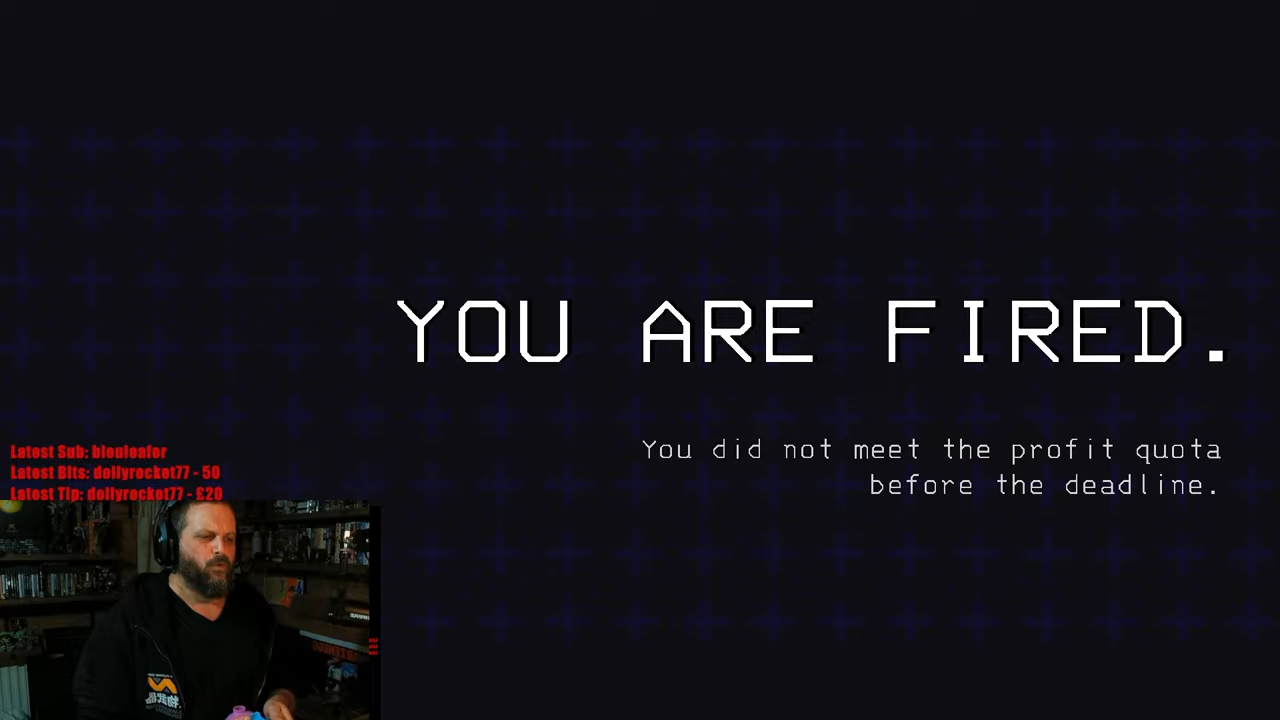 YOU ARE FIRED.
You did not meet the profit quota
before the deadline.
Latest Sub: bleuleafer
Latest Bits: dollyrocket77 - 50
Latest Tip: dollyrocket77 - £20